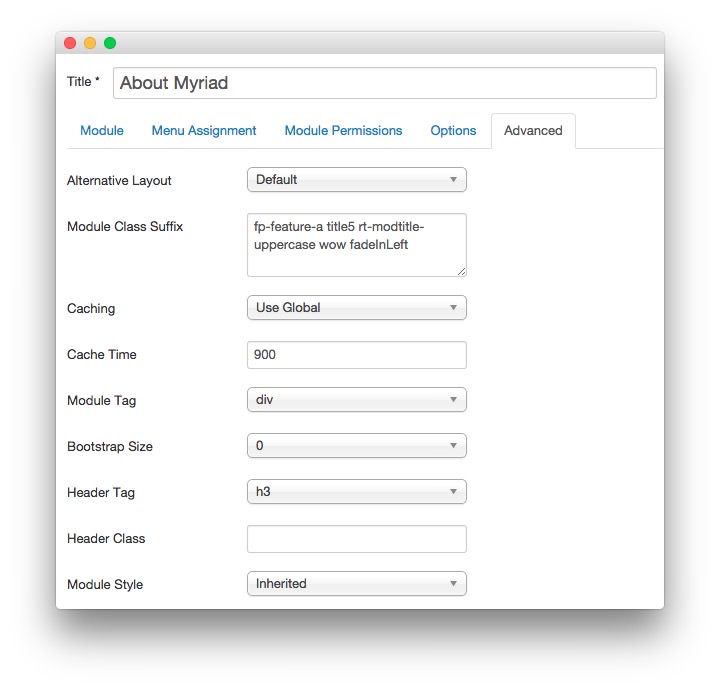 Title * About Myriad
Module Menu Assignment Module Permissions Options Advanced
Alternative Layout Default
Module Class Suffix fp-feature-a title5 rt-modtitle-
uppercase wow fadeInLeft
Caching Use Global
Cache Time 900
Module Tag div
Bootstrap Size 0
Header Tag h3
Header Class
Module Style Inherited